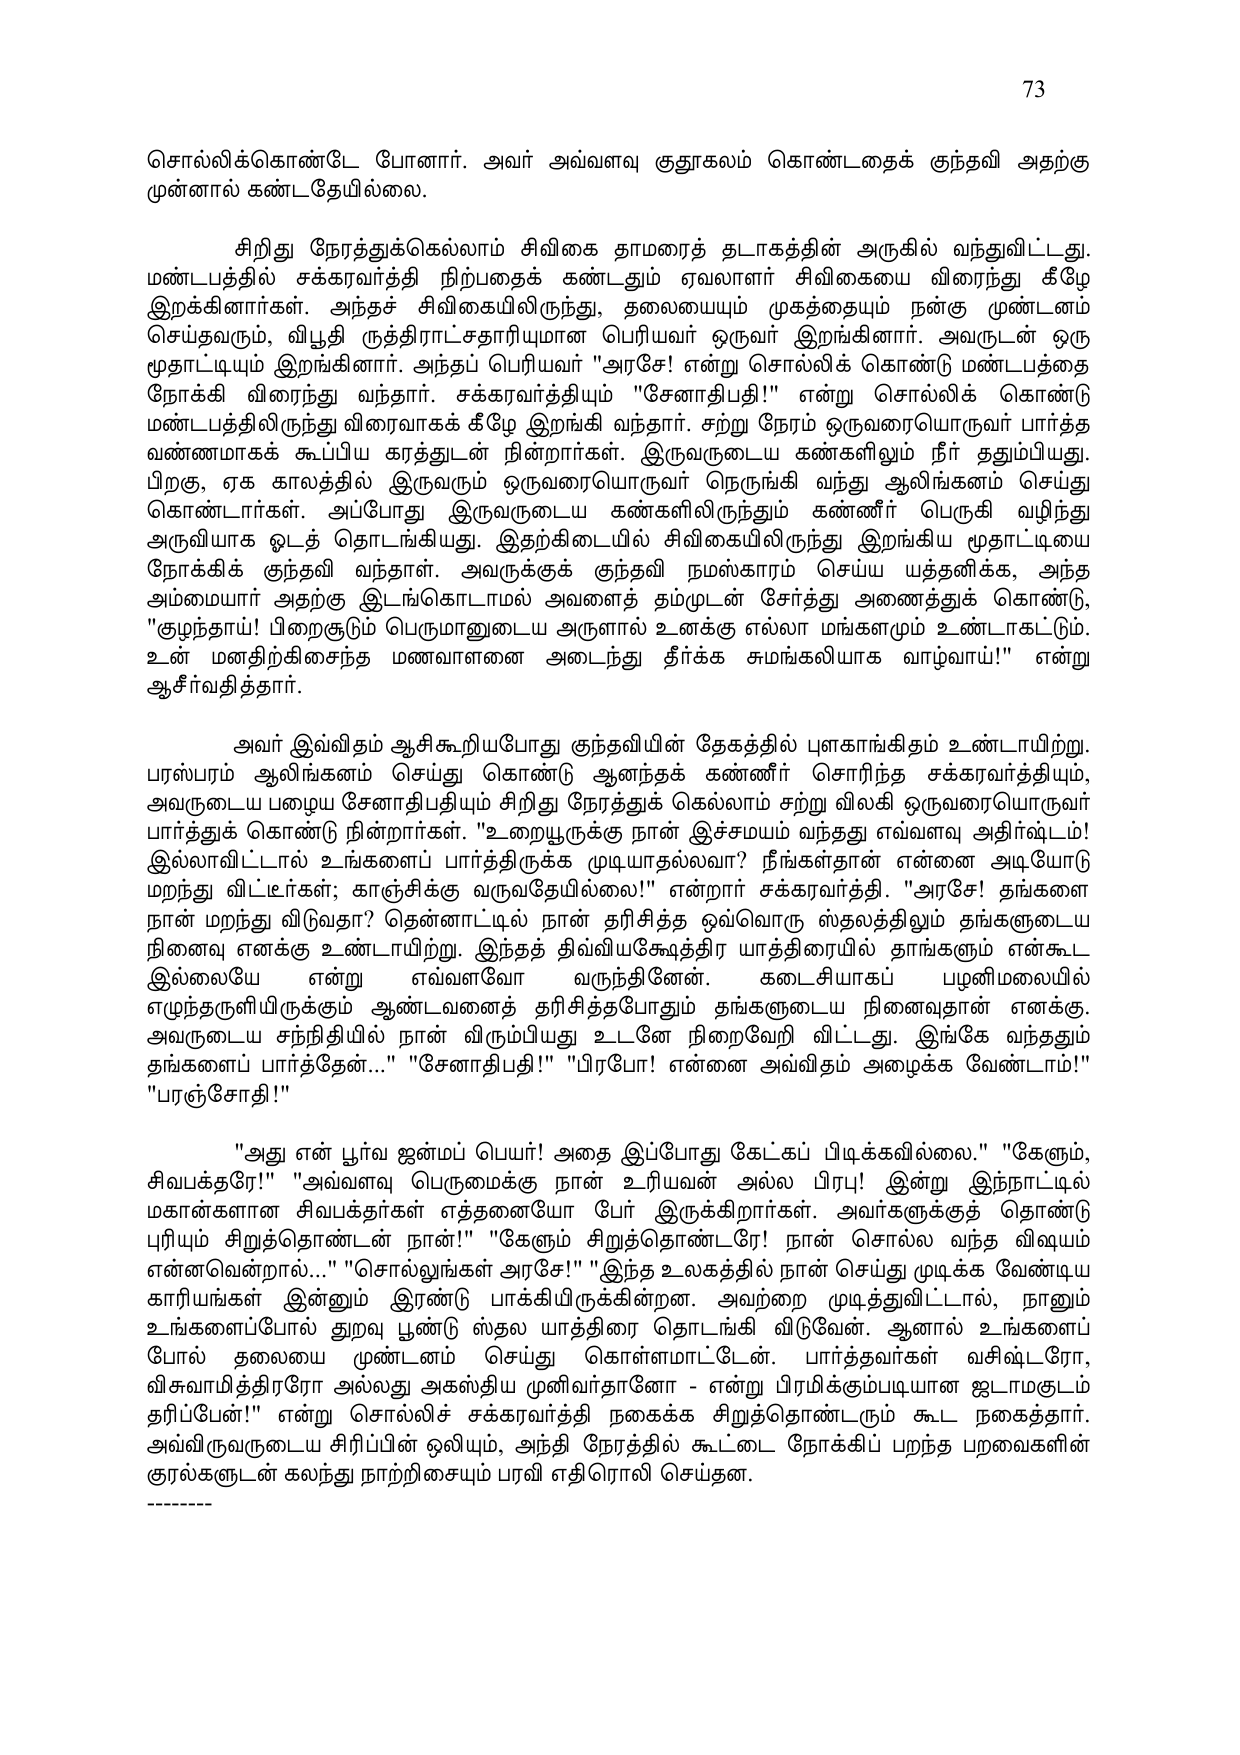 73
சொல்லிக்கொண்டே போனார். அவர் அவ்வளவு குதூகலம் கொண்டதைக் குந்தவி அதற்கு
முன்னால் கண்டதேயில்லை.
சிறிது நேரத்துக்கெல்லாம் சிவிகை தாமரைத் தடாகத்தின் அருகில் வந்துவிட்டது.
மண்டபத்தில் சக்கரவர்த்தி நிற்பதைக் கண்டதும் ஏவலாளர் சிவிகையை விரைந்து கீழே
இறக்கினார்கள். அந்தச் சிவிகையிலிருந்து, தலையையும் முகத்தையும் நன்கு முண்டனம்
செய்தவரும், விபூதி ருத்திராட்சதாரியுமான பெரியவர் ஒருவர் இறங்கினார். அவருடன் ஒரு
மூதாட்டியும் இறங்கினார். அந்தப் பெரியவர் "அரசே! என்று சொல்லிக் கொண்டு மண்டபத்தை
நோக்கி விரைந்து வந்தார். சக்கரவர்த்தியும் "சேனாதிபதி!" என்று சொல்லிக் கொண்டு
மண்டபத்திலிருந்து விரைவாகக் கீழே இறங்கி வந்தார். சற்று நேரம் ஒருவரையொருவர் பார்த்த
வண்ணமாகக் கூப்பிய கரத்துடன் நின்றார்கள். இருவருடைய கண்களிலும் நீர் ததும்பியது.
பிறகு, ஏக காலத்தில் இருவரும் ஒருவரையொருவர் நெருங்கி வந்து ஆலிங்கனம் செய்து
கொண்டார்கள். அப்போது இருவருடைய கண்களிலிருந்தும் கண்ணீர் பெருகி வழிந்து
அருவியாக ஓடத் தொடங்கியது. இதற்கிடையில் சிவிகையிலிருந்து இறங்கிய மூதாட்டியை
நோக்கிக் குந்தவி வந்தாள். அவருக்குக் குந்தவி நமஸ்காரம் செய்ய யத்தனிக்க, அந்த
அம்மையார் அதற்கு இடங்கொடாமல் அவளைத் தம்முடன் சேர்த்து அணைத்துக் கொண்டு,
"குழந்தாய்! பிறைசூடும் பெருமானுடைய அருளால் உனக்கு எல்லா மங்களமும் உண்டாகட்டும்.
உன் மனதிற்கிசைந்த மணவாளனை அடைந்து தீர்க்க சுமங்கலியாக வாழ்வாய்!" என்று
ஆசீர்வதித்தார்.
அவர் இவ்விதம் ஆசிகூறியபோது குந்தவியின் தேகத்தில் புளகாங்கிதம் உண்டாயிற்று.
பரஸ்பரம் ஆலிங்கனம் செய்து கொண்டு ஆனந்தக் கண்ணீர் சொரிந்த சக்கரவர்த்தியும்,
அவருடைய பழைய சேனாதிபதியும் சிறிது நேரத்துக் கெல்லாம் சற்று விலகி ஒருவரையொருவர்
பார்த்துக் கொண்டு நின்றார்கள். "உறையூருக்கு நான் இச்சமயம் வந்தது எவ்வளவு அதிர்ஷ்டம்!
இல்லாவிட்டால் உங்களைப் பார்த்திருக்க முடியாதல்லவா? நீங்கள்தான் என்னை அடியோடு
மறந்து விட்டீர்கள்; காஞ்சிக்கு வருவதேயில்லை!" என்றார் சக்கரவர்த்தி. "அரசே! தங்களை
நான் மறந்து விடுவதா? தென்னாட்டில் நான் தரிசித்த ஒவ்வொரு ஸ்தலத்திலும் தங்களுடைய
நினைவு எனக்கு உண்டாயிற்று. இந்தத் திவ்வியக்ஷேத்திர யாத்திரையில் தாங்களும் என்கூட
இல்லையே என்று எவ்வளவோ வருந்தினேன். கடைசியாகப் பழனிமலையில்
எழுந்தருளியிருக்கும் ஆண்டவனைத் தரிசித்தபோதும் தங்களுடைய நினைவுதான் எனக்கு.
அவருடைய சந்நிதியில் நான் விரும்பியது உடனே நிறைவேறி விட்டது. இங்கே வந்ததும்
தங்களைப் பார்த்தேன்..." "சேனாதிபதி!" "பிரபோ! என்னை அவ்விதம் அழைக்க வேண்டாம்!"
"பரஞ்சோதி!"
"அது என் பூர்வ ஜன்மப் பெயர்! அதை இப்போது கேட்கப் பிடிக்கவில்லை." "கேளும்,
சிவபக்தரே!" "அவ்வளவு பெருமைக்கு நான் உரியவன் அல்ல பிரபு! இன்று இந்நாட்டில்
மகான்களான சிவபக்தர்கள் எத்தனையோ பேர் இருக்கிறார்கள். அவர்களுக்குத் தொண்டு
புரியும் சிறுத்தொண்டன் நான்!" "கேளும் சிறுத்தொண்டரே! நான் சொல்ல வந்த விஷயம்
என்னவென்றால்..." "சொல்லுங்கள் அரசே!" "இந்த உலகத்தில் நான் செய்து முடிக்க வேண்டிய
காரியங்கள் இன்னும் இரண்டு பாக்கியிருக்கின்றன. அவற்றை முடித்துவிட்டால், நானும்
உங்களைப்போல் துறவு பூண்டு ஸ்தல யாத்திரை தொடங்கி விடுவேன். ஆனால் உங்களைப்
போல் தலையை முண்டனம் செய்து கொள்ளமாட்டேன். பார்த்தவர்கள் வசிஷ்டரோ,
விசுவாமித்திரரோ அல்லது அகஸ்திய முனிவர்தானோ - என்று பிரமிக்கும்படியான ஜடாமகுடம்
தரிப்பேன்!" என்று சொல்லிச் சக்கரவர்த்தி நகைக்க சிறுத்தொண்டரும் கூட நகைத்தார்.
அவ்விருவருடைய சிரிப்பின் ஒலியும், அந்தி நேரத்தில் கூட்டை நோக்கிப் பறந்த பறவைகளின்
குரல்களுடன் கலந்து நாற்றிசையும் பரவி எதிரொலி செய்தன.
--------